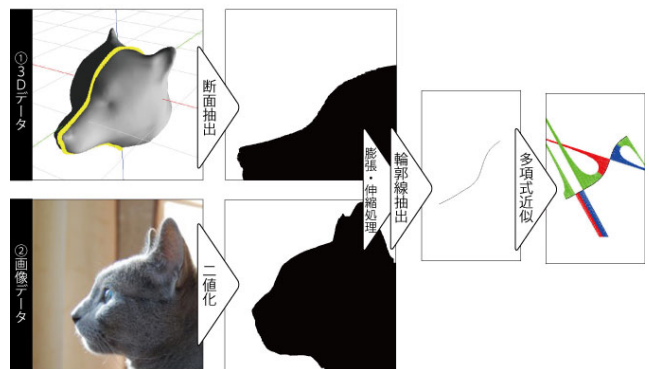 ①3Dデータ
断面抽出
②画像データ
二値化
膨張・伸縮処理
輪郭線抽出
多項式近似